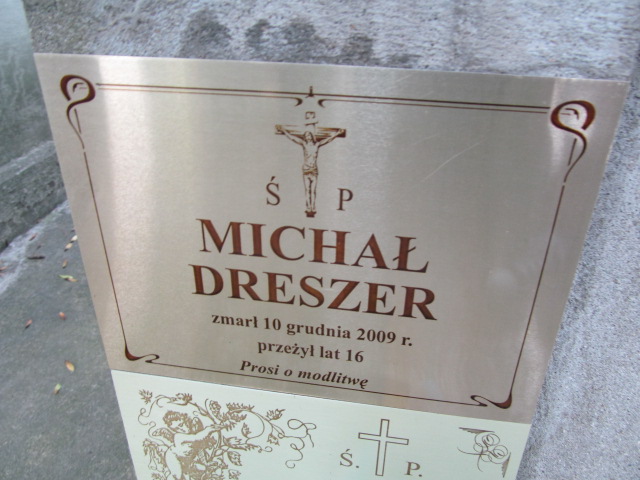 Ś P
MICHAŁ
DRESZER
zmarł 10 grudnia 2009 r.
przeżył lat 16
Prosi o modlitwę
Ś. P.